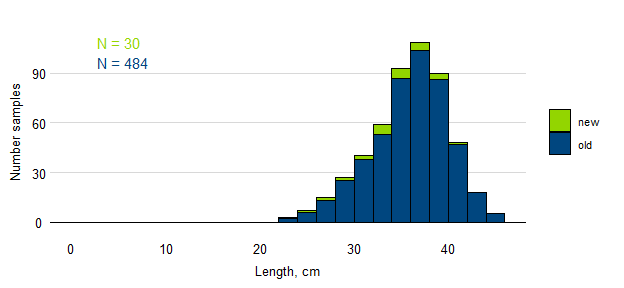 N = 30
N = 484
90
60
30
0
Number samples
0 10 20 30 40
Length, cm
new
old